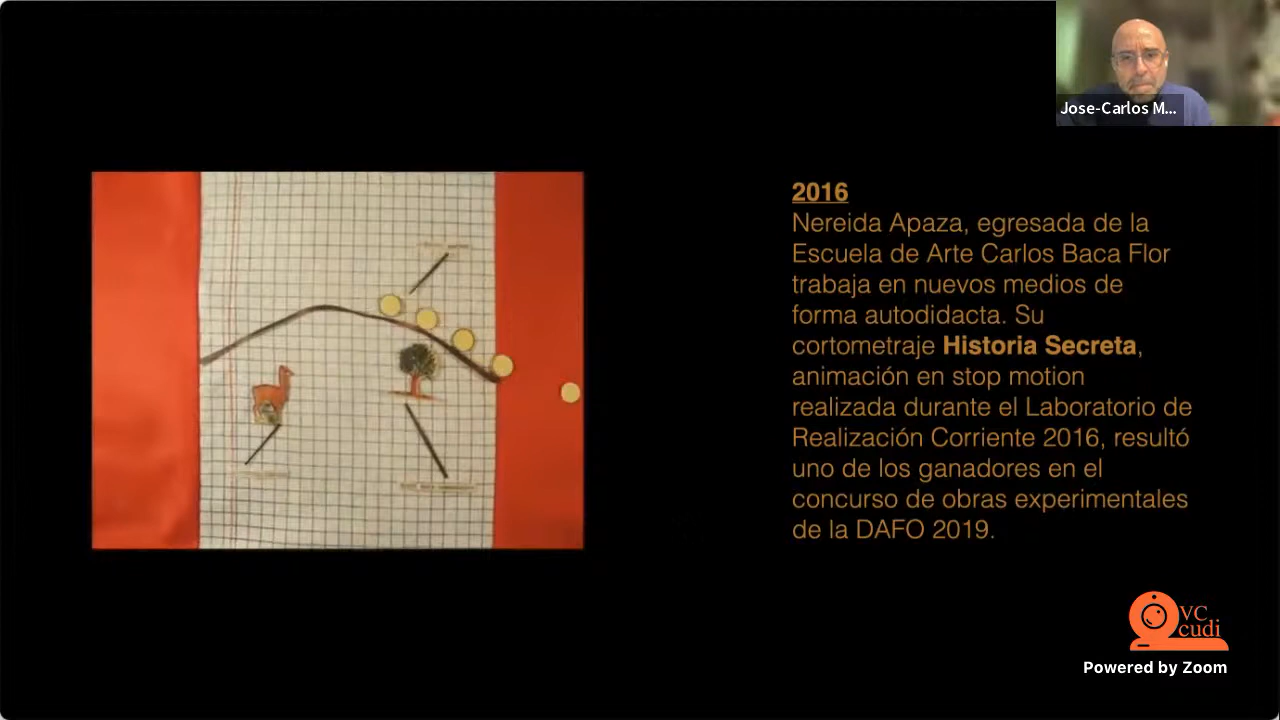 Jose-Carlos M...
2016
Nereida Apaza, egresada de la
Escuela de Arte Carlos Baca Flor
trabaja en nuevos medios de
forma autodidacta. Su
cortometraje Historia Secreta,
animación en stop motion
realizada durante el Laboratorio de
Realización Corriente 2016, resultó
uno de los ganadores en el
concurso de obras experimentales
de la DAFO 2019.
VC
cudi
Powered by Zoom